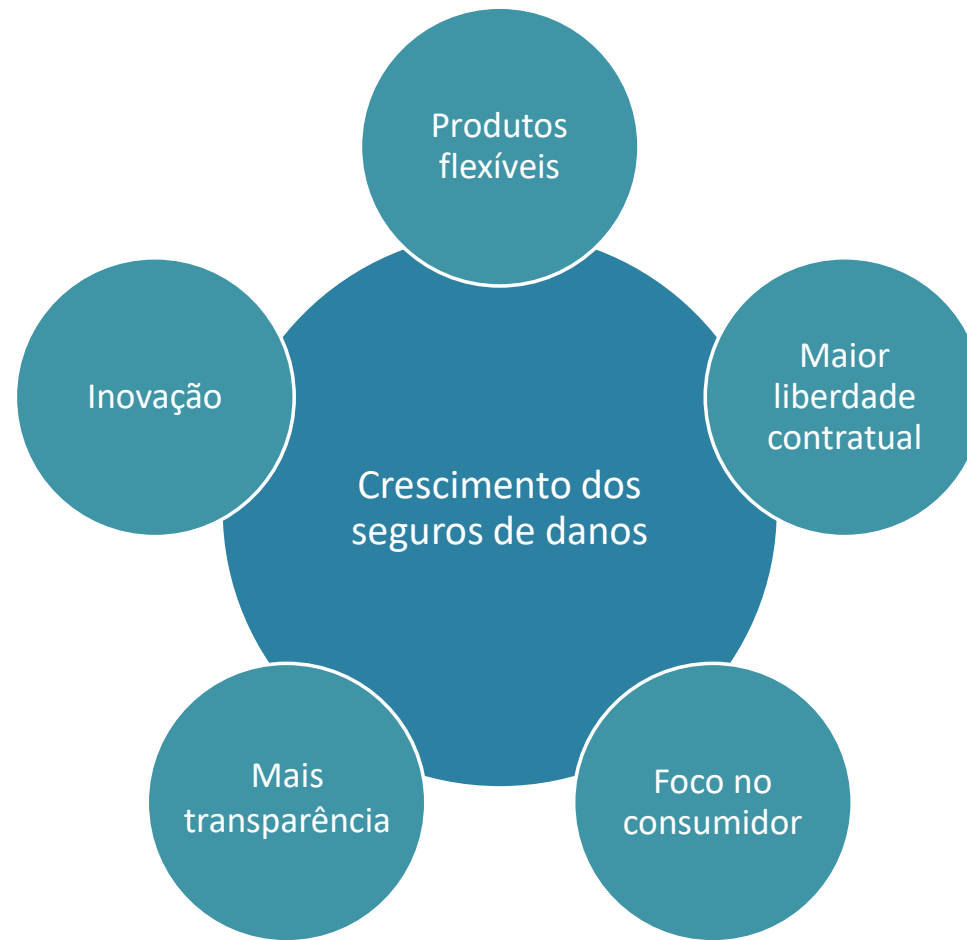 Produtos
flexíveis
Maior
liberdade
contratual
Inovação
Crescimento dos
seguros de danos
Mais
transparência
Foco no
consumidor